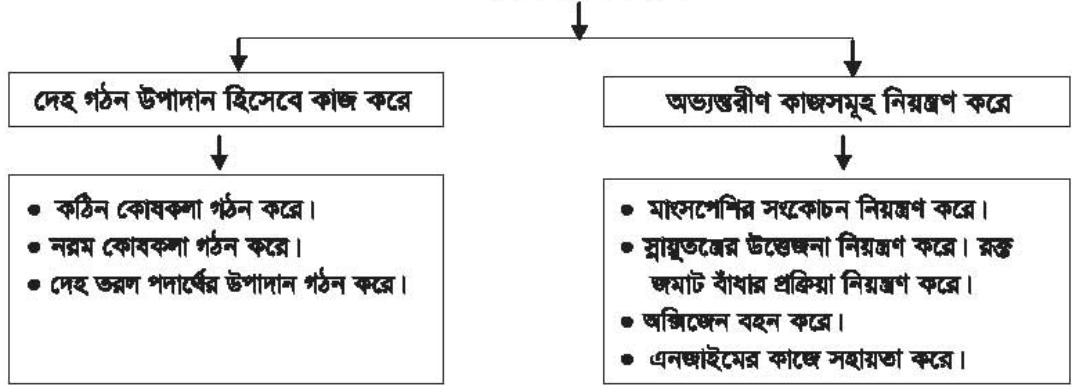 দেহ গঠন উপাদান হিসেবে কাজ করে
অভ্যন্তরীণ কাজসমূহ নিয়ন্ত্রণ করে
● কঠিন কোষকলা গঠন করে।
● নরম কোষকলা গঠন করে।
● দেহ তরল পদার্থের উপাদান গঠন করে।
● মাংসপেশির সংকোচন নিয়ন্ত্রণ করে।
● স্নায়ুতন্ত্রের উত্তেজনা নিয়ন্ত্রণ করে। রক্ত
জমাট বাঁধার প্রক্রিয়া নিয়ন্ত্রণ করে।
● অক্সিজেন বহন করে।
● এনজাইমের কাজে সহায়তা করে।